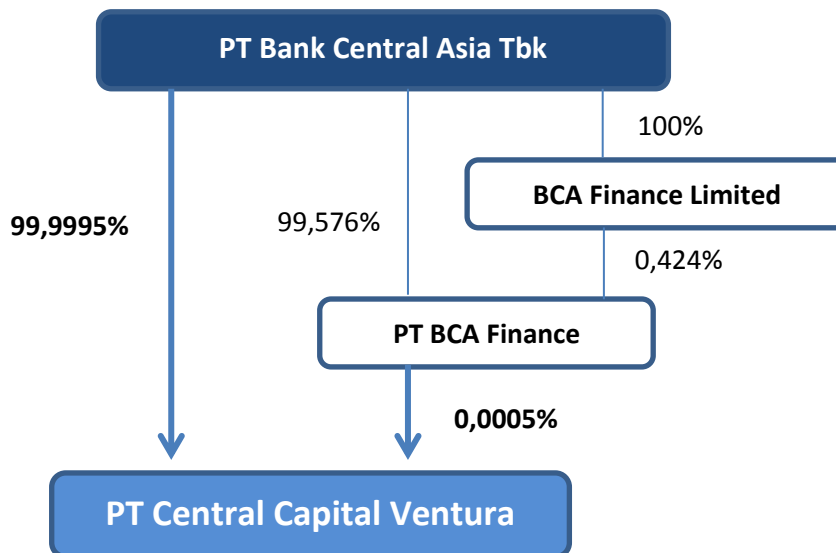 PT Bank Central Asia Tbk
100%
BCA Finance Limited
99,9995%
99,576%
0,424%
PT BCA Finance
0,0005%
PT Central Capital Ventura